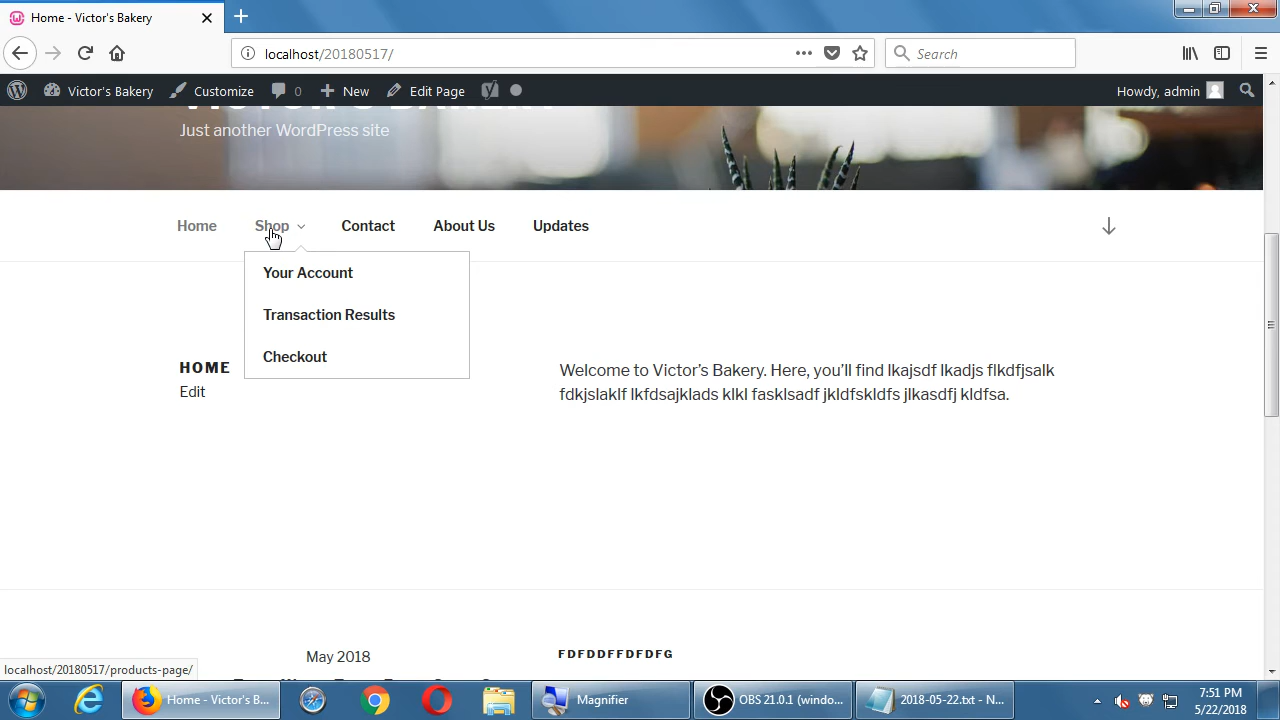 Home - Victor's Bakery
localhost/20180517/
Search
Victor's Bakery Customize 0 New Edit Page Howdy, admin
VICTOR'S BAKERY
Just another WordPress site
Home Shop Contact About Us Updates
Your Account
Transaction Results
Checkout
HOME
Edit
Welcome to Victor's Bakery. Here, you'll find lkajsdf lkadjs flkdfjsalk
fdkjslaklf lkfdsajklads klkl fasklsadf jkldfskldfs jlkasdfj kldfsa.
May 2018
FDFDDFFDFDFG
localhost/20180517/products-page/
Home - Victor's B...
Magnifier
OBS 21.0.1 (windo...
2018-05-22.txt - N...
7:51 PM
5/22/2018